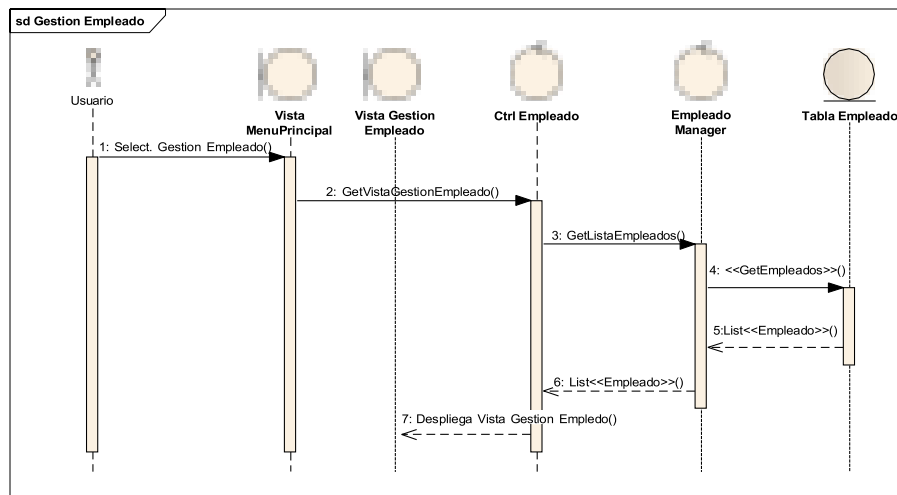 sd Gestion Empleado
Usuario
Vista
MenuPrincipal
Vista Gestion
Empleado
Ctrl Empleado
Empleado
Manager
Tabla Empleado
1: Select. Gestion Empleado()
2: GetVistaGestionEmpleado()
3: GetListaEmpleados()
4: <<GetEmpleados>>()
5:List<<Empleado>>()
6: List<<Empleado>>()
7: Despliega Vista Gestion Empledo()